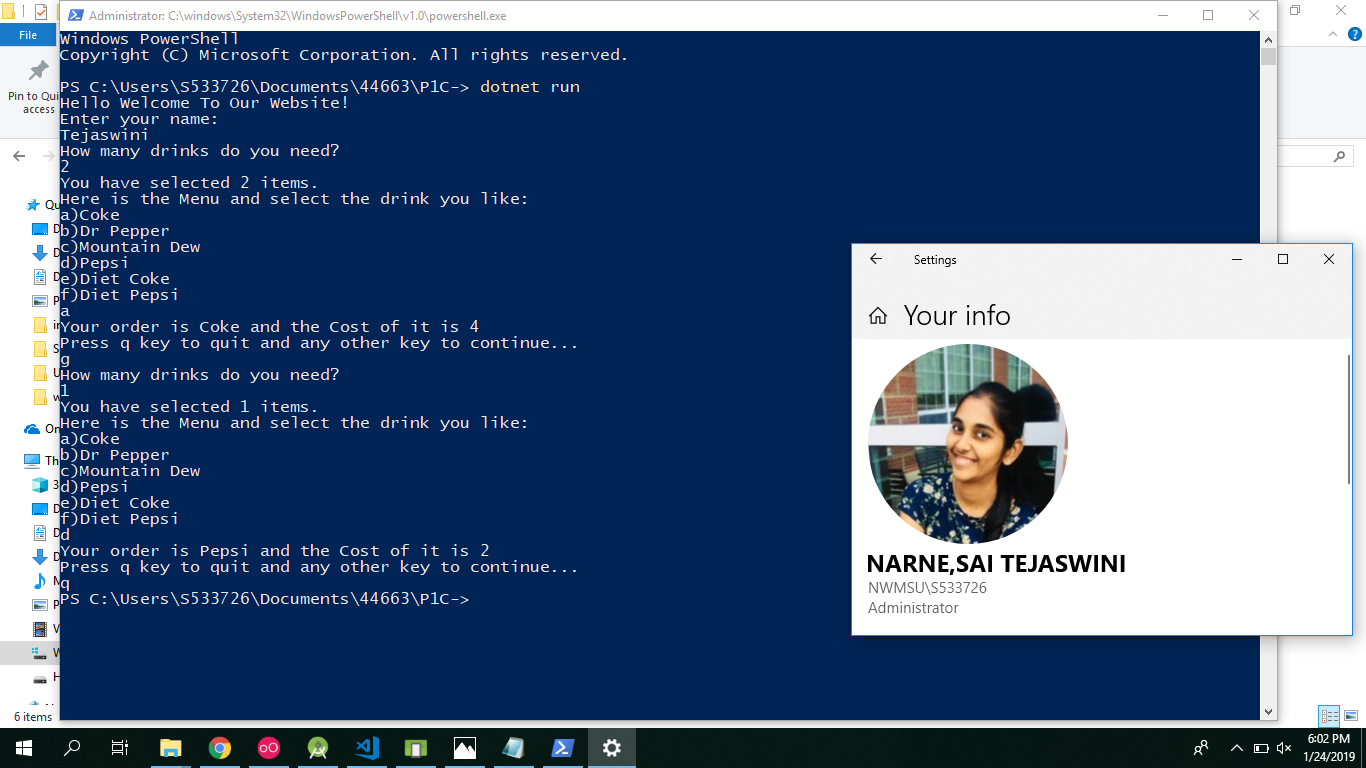 Administrator: C:\windows\System32\WindowsPowerShell\v1.0\powershell.exe
File
Pin to Qui
access
Windows PowerShell
Copyright (C) Microsoft Corporation. All rights reserved.
PS C:\Users\S533726\Documents\44663\P1C-> dotnet run
Hello Welcome To Our Website!
Enter your name:
Tejaswini
How many drinks do you need?
2
You have selected 2 items.
Here is the Menu and select the drink you like:
a)Coke
b)Dr Pepper
c)Mountain Dew
d)Pepsi
e)Diet Coke
f)Diet Pepsi
a
Your order is Coke and the Cost of it is 4
Press q key to quit and any other key to continue...
g
How many drinks do you need?
1
You have selected 1 items.
Here is the Menu and select the drink you like:
a)Coke
b)Dr Pepper
c)Mountain Dew
d)Pepsi
e)Diet Coke
f)Diet Pepsi
d
Your order is Pepsi and the Cost of it is 2
Press q key to quit and any other key to continue...
q
PS C:\Users\S533726\Documents\44663\P1C->
Settings
Your info
NARNE,SAI TEJASWINI
NWMSU\S533726
Administrator
6 items
6:02 PM
1/24/2019